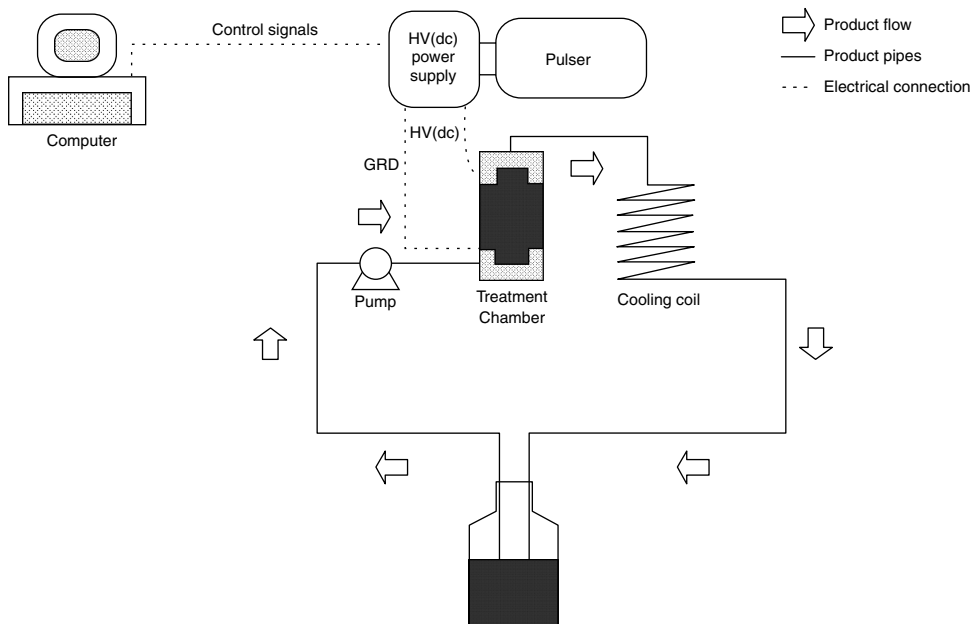 Control signals
HV(dc)
power
supply
Pulser
Product flow
Product pipes
Electrical connection
Computer
HV(dc)
GRD
Pump
Treatment
Chamber
Cooling coil